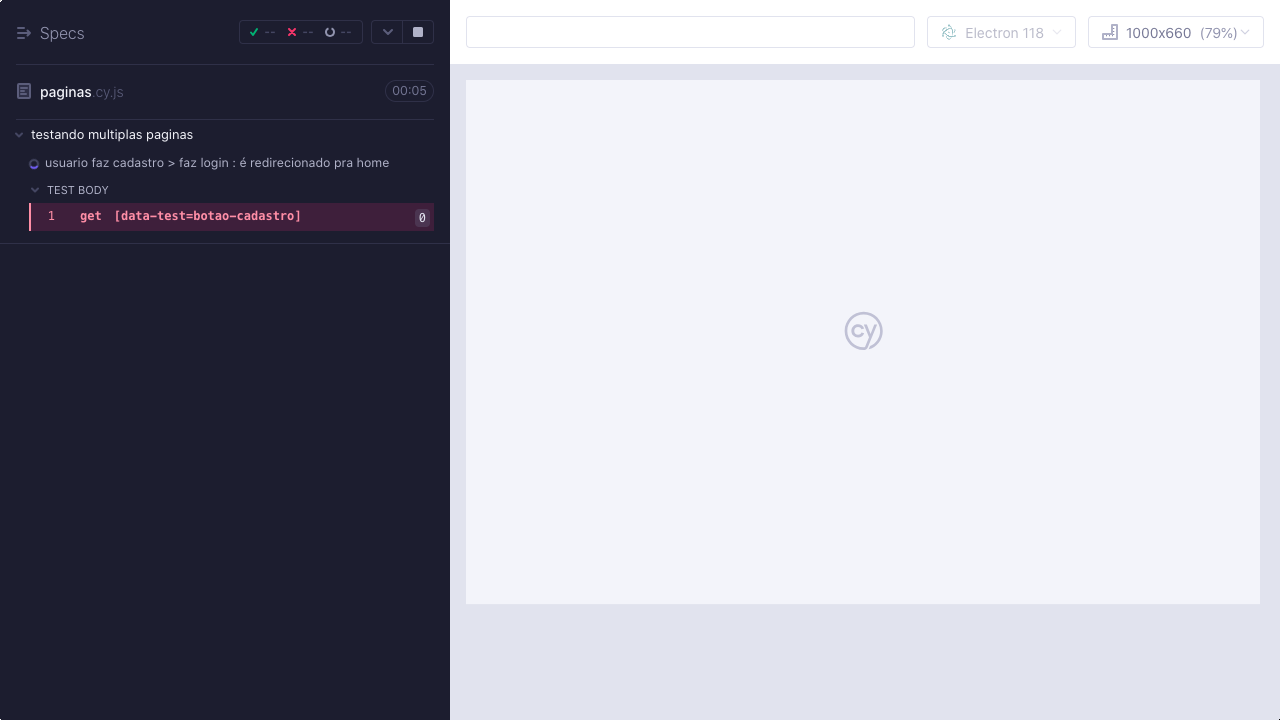 Specs
-- -- --
paginas.cy.js
00:05
testando multiplas paginas
usuario faz cadastro > faz login : é redirecionado pra home
TEST BODY
1 get [data-test=botao-cadastro] 0
Electron 118
1000x660 (79%)
cy